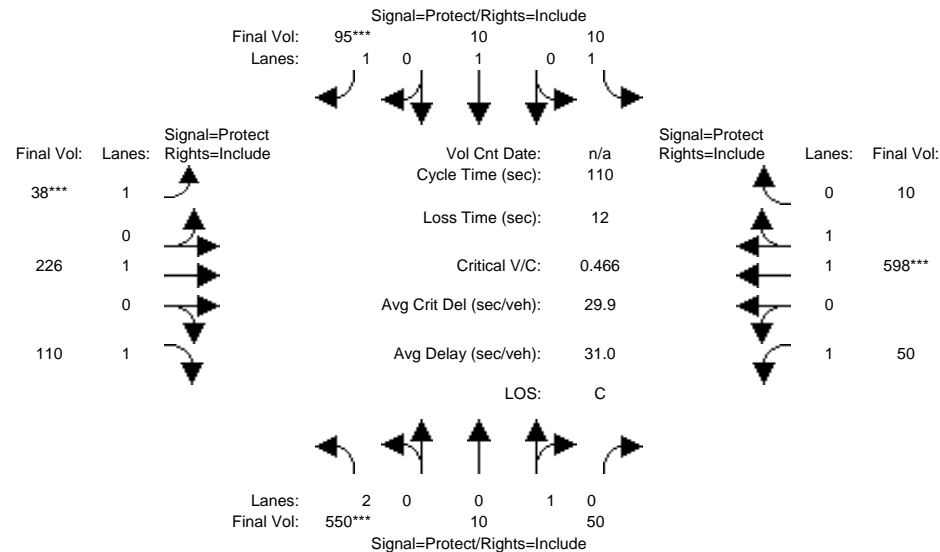 Signal=Protect/Rights=Include
Final Vol: 95*** 10 10
Lanes: 1 0 1 0 1
Signal=Protect Signal=Protect
Final Vol: Lanes: Rights=Include Vol Cnt Date: n/a Rights=Include Lanes: Final Vol:
Cycle Time (sec): 110
38*** 1 0 10
Loss Time (sec): 12
0 1
226 1 Critical V/C: 0.466 1 598***
0 Avg Crit Del (sec/veh): 29.9 0
110 1 Avg Delay (sec/veh): 31.0 1 50
LOS: C
Lanes: 2 0 0 1 0
Final Vol: 550*** 10 50
Signal=Protect/Rights=Include